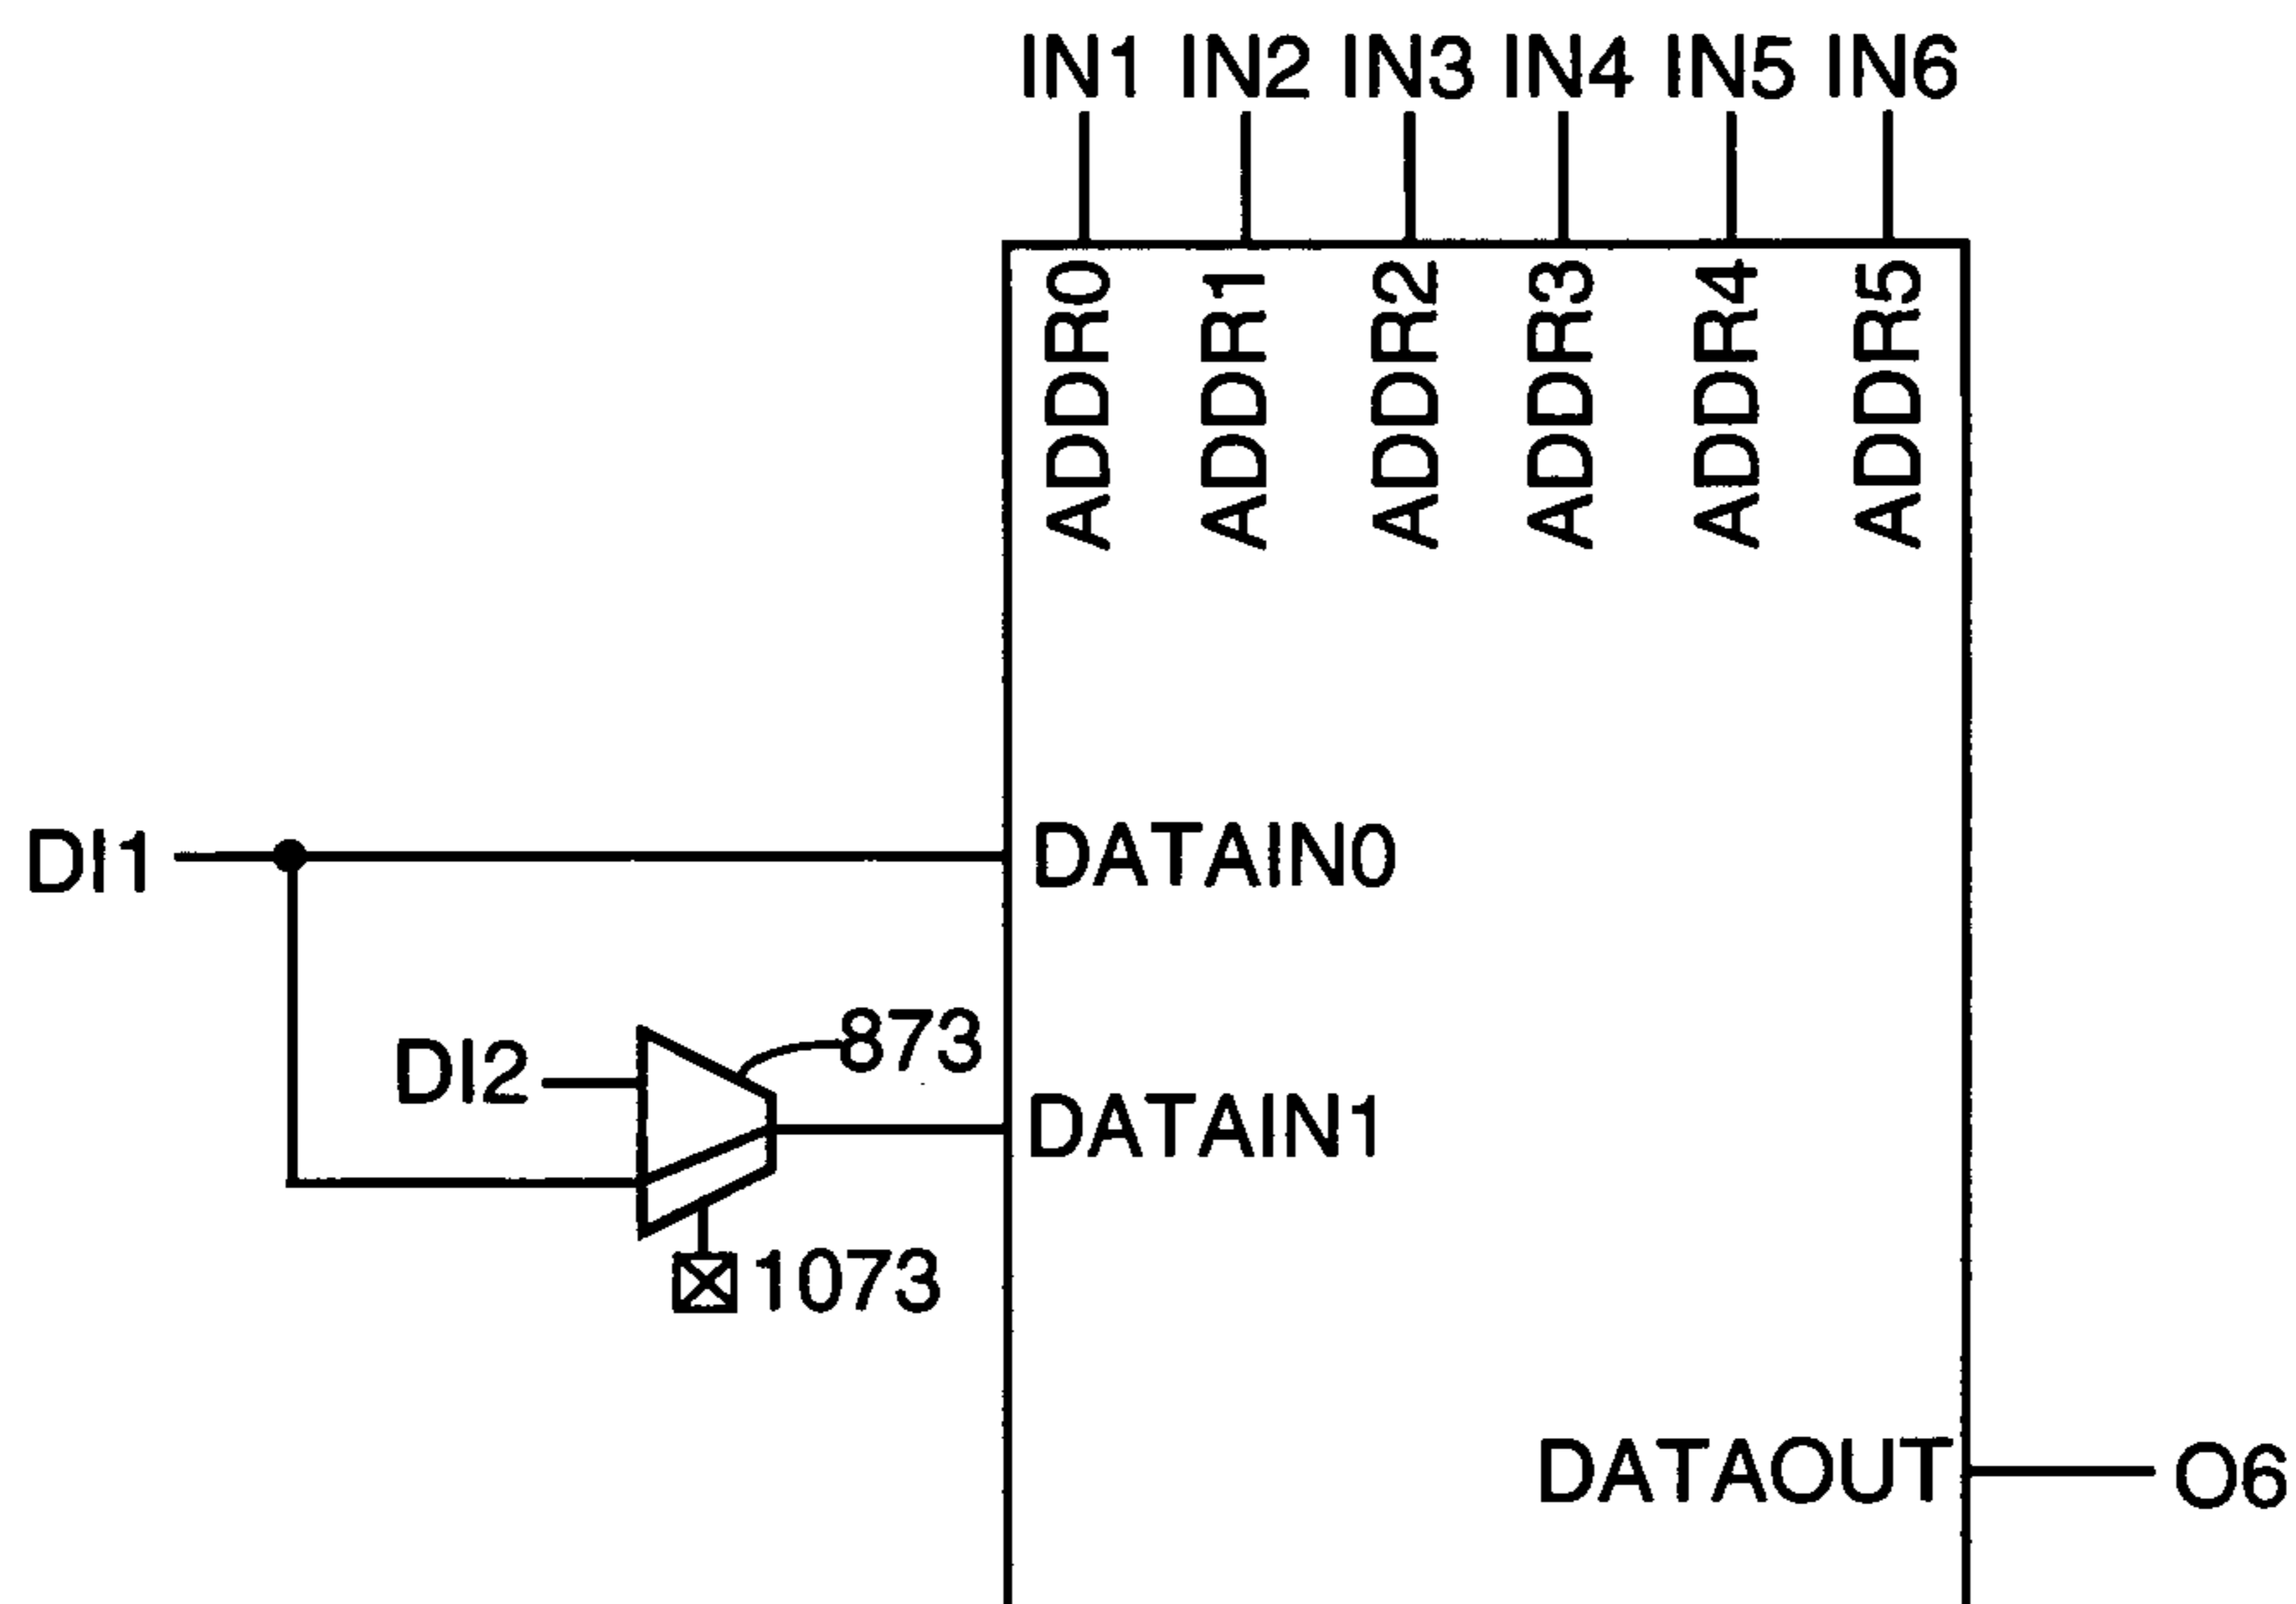 IN1 IN2 IN3 IN4 IN5 IN6
ADDR0 ADDR1 ADDR2 ADDR3 ADDR4 ADDR5
DI1
DATAIN0
873
DI2
DATAIN1
1073
DATAOUT
O6